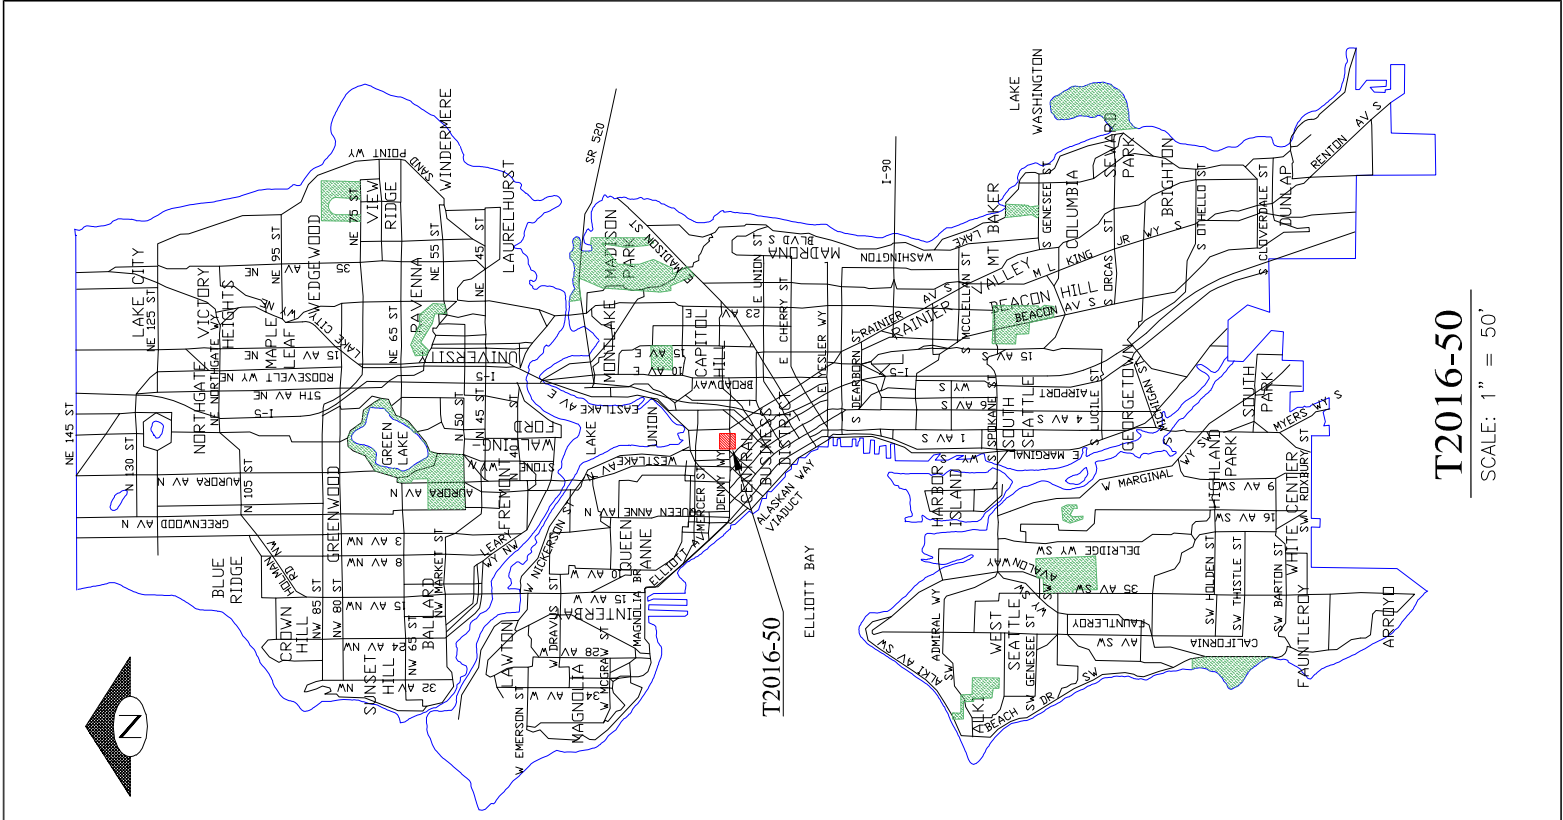 NE 145 ST
LAKE CITY
NE 125 ST
N 130 ST
AURORA AV N
GREENWOOD AV N
NORTHGATE
NE NORTHGATE WY
VICTORY
HEIGHTS
MAPLE
LEAF
LAKE CITY
WY NE
15 AV NE
ROOSEVELT WY NE
5TH AV NE
I-5
N 105 ST
NE 95 ST
35
AV
NE
WEDGEWOOD
NE 75 ST
VIEW
RIDGE
SAND
POINT WY
WINDERMERE
NE 65 ST
RAVENNA
NE 55 ST
NE 45 ST
LAURELHURST
UNIVERSITY
I-5
N 50 ST
N 45 ST
GREEN
LAKE
WALLING
FORD
N 40 ST
STONE WY N
AURORA AV N
FREMONT
GREENWOOD
3 AV NW
8 AV NW
BLUE
RIDGE
HOLMAN
RD
NW
CROWN
HILL
NW 85 ST
NW 80 ST
15 AV NW
24 AV NW
32 AV NW
SUNSET
HILL
NW 65 ST
BALLARD
NW MARKET ST
LEARY
WY NW
N
SR 520
MADISON
PARK
E MADISON ST
MONTLAKE
LAKE
UNION
EASTLAKE AV E
WESTLAKE AV N
15 AV E
10 AV E
CAPITOL
HILL
BROADWAY
23 AV E
E UNION ST
E CHERRY ST
E YESLER WY
MADRONA
LAKE
WASHINGTON
BLVD S
W NICKERSON ST
QUEEN
ANNE
QUEEN ANNE AV N
MERCER ST
DENNY WY
ELLIOTT AV
10 AV W
15 AV W
INTERBAY
MAGNOLIA BR
W DRAVUS ST
28 AV W
LAWTON
34 AV W
W MCGRAW ST
MAGNOLIA
W EMERSON ST
CENTRAL
BUSINESS
DISTRICT
ALASKAN WAY
VIADUCT
T2016-50
ELLIOTT BAY
I-90
LAKE
WASHINGTON
MT BAKER
S GENESEE ST
COLUMBIA
SEWARD
PARK
BRIGHTON
S OTHELLO ST
S CLOVERDALE ST
DUNLAP
RENTON AV S
M L KING JR WY S
S ORCAS ST
S MCCLELLAN ST
RAINIER
VALLEY
RAINIER AV S
BEACON HILL
BEACON AV S
15 AV S
I-5
S DEARBORN ST
AIRPORT WY S
6 AV S
4 AV S
1 AV S
S SPOKANE ST
SOUTH
SEATTLE
S LUCILE ST
GEORGETOWN
S MICHIGAN ST
E MARGINAL WY S
SOUTH
PARK
MYERS WY S
HARBOR
ISLAND
W MARGINAL WY SW
HIGHLAND
PARK
9 AV SW
16 AV SW
SW ROXBURY ST
WHITE CENTER
DELRIDGE WY SW
SW AVALONWAY
35 AV SW
SW HOLDEN ST
SW THISTLE ST
SW BARTON ST
FAUNTLEROY WY SW
CALIFORNIA AV SW
WEST
SEATTLE
SW ADMIRAL WY
ALKI AV SW
SW GENESEE ST
ALKI
BEACH DR SW
FAUNTLEROY
ARROYO
T2016-50
SCALE: 1" = 50'